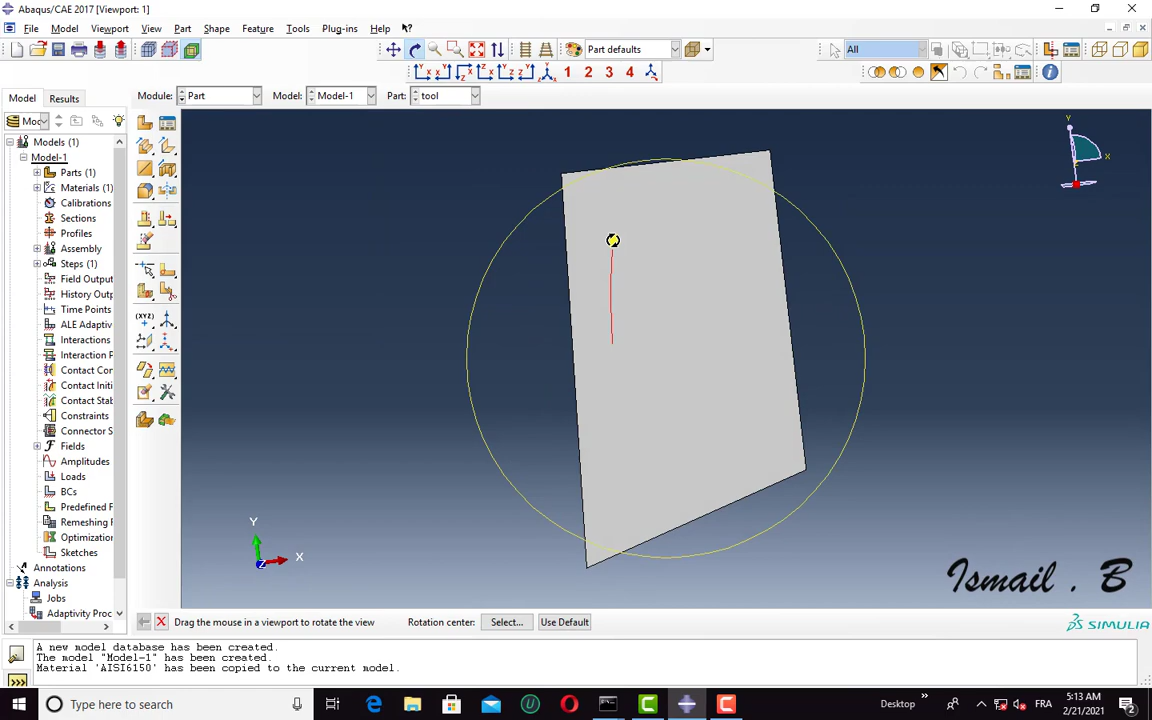 Abaqus/CAE 2017 [Viewport: 1]
File Model Viewport View Part Shape Feature Tools Plug-ins Help
Part defaults
All
1 2 3 4
Model Results
Module: Part Model: Model-1 Part: tool
Models (1)
Model-1
Parts (1)
Materials (1)
Calibrations
Sections
Profiles
Assembly
Steps (1)
Field Outpu
History Outp
Time Points
ALE Adaptiv
Interactions
Interaction P
Contact Con
Contact Initi
Contact Stab
Constraints
Connector S
Fields
Amplitudes
Loads
BCs
Predefined F
Remeshing F
Optimization
Sketches
Annotations
Analysis
Jobs
Adaptivity Proc
(XYZ)
Y
X
Y
X
Z
Ismail . B
Drag the mouse in a viewport to rotate the view Rotation center: Select... Use Default
SIMULIA
A new model database has been created.
The model "Model-1" has been created.
Material 'AISI6150' has been copied to the current model.
>>>
Type here to search
Desktop
FRA
5:13 AM
2/21/2021
2